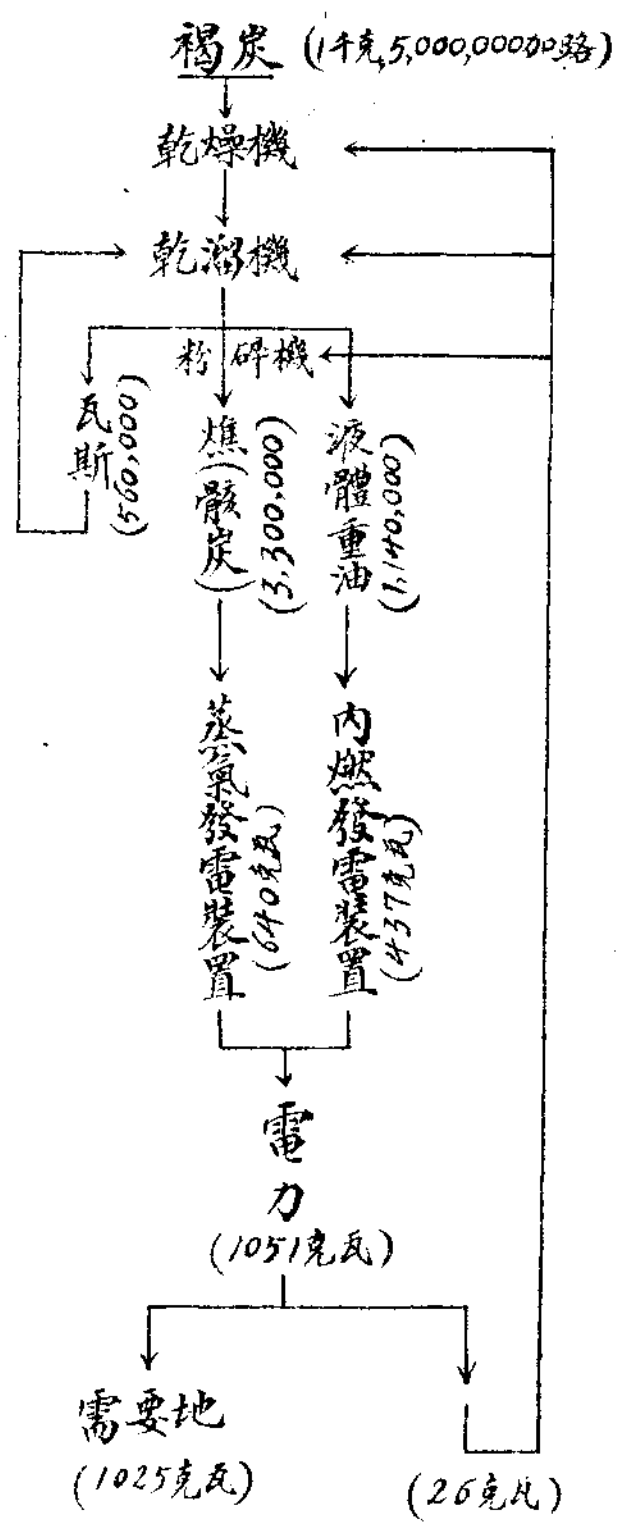 褐炭 (1千克,5,000,000加路)
乾燥機
乾溜機
粉碎機
瓦斯
(560,000)
燋(骸炭)
(3,300,000)
液體重油
(1,140,000)
蒸氣發電裝置
(640克瓦)
內燃發電裝置
(437克瓦)
電
力
(1051克瓦)
需要地
(1025克瓦)
(26克瓦)